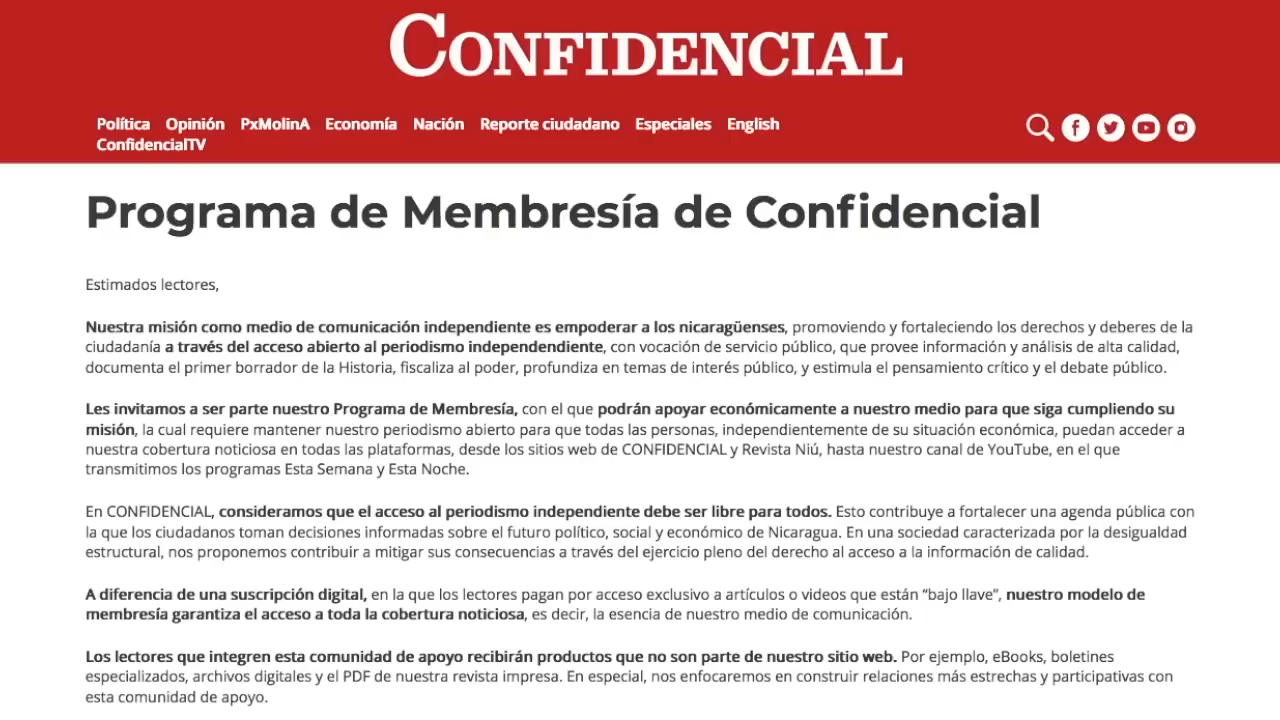 CONFIDENCIAL
Política Opinión PxMolinA Economía Nación Reporte ciudadano Especiales English
ConfidencialTV
Programa de Membresía de Confidencial
Estimados lectores,
Nuestra misión como medio de comunicación independiente es empoderar a los nicaragüenses, promoviendo y fortaleciendo los derechos y deberes de la
ciudadanía a través del acceso abierto al periodismo independendiente, con vocación de servicio público, que provee información y análisis de alta calidad,
documenta el primer borrador de la Historia, fiscaliza al poder, profundiza en temas de interés público, y estimula el pensamiento crítico y el debate público.
Les invitamos a ser parte nuestro Programa de Membresía, con el que podrán apoyar económicamente a nuestro medio para que siga cumpliendo su
misión, la cual requiere mantener nuestro periodismo abierto para que todas las personas, independientemente de su situación económica, puedan acceder a
nuestra cobertura noticiosa en todas las plataformas, desde los sitios web de CONFIDENCIAL y Revista Niú, hasta nuestro canal de YouTube, en el que
transmitimos los programas Esta Semana y Esta Noche.
En CONFIDENCIAL, consideramos que el acceso al periodismo independiente debe ser libre para todos. Esto contribuye a fortalecer una agenda pública con
la que los ciudadanos toman decisiones informadas sobre el futuro político, social y económico de Nicaragua. En una sociedad caracterizada por la desigualdad
estructural, nos proponemos contribuir a mitigar sus consecuencias a través del ejercicio pleno del derecho al acceso a la información de calidad.
A diferencia de una suscripción digital, en la que los lectores pagan por acceso exclusivo a artículos o videos que están “bajo llave”, nuestro modelo de
membresía garantiza el acceso a toda la cobertura noticiosa, es decir, la esencia de nuestro medio de comunicación.
Los lectores que integren esta comunidad de apoyo recibirán productos que no son parte de nuestro sitio web. Por ejemplo, eBooks, boletines
especializados, archivos digitales y el PDF de nuestra revista impresa. En especial, nos enfocaremos en construir relaciones más estrechas y participativas con
esta comunidad de apoyo.